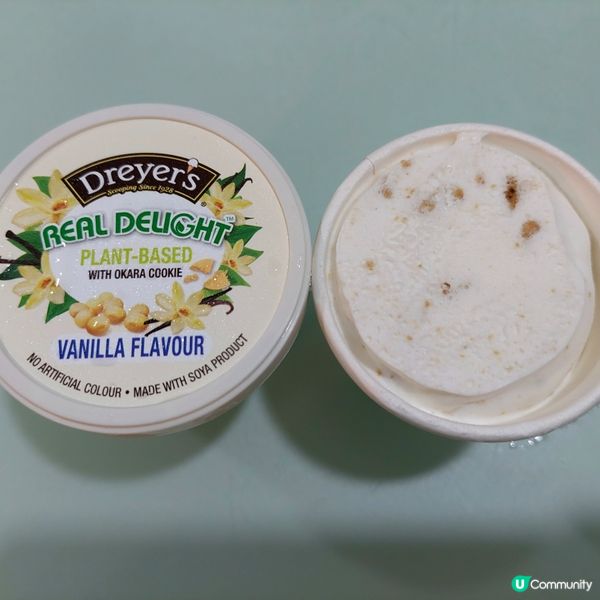 Dreyer's
Scooping Since 1928
®
REAL DELIGHT™
PLANT-BASED
WITH OKARA COOKIE
VANILLA FLAVOUR
NO ARTIFICIAL COLOUR • MADE WITH SOYA PRODUCT
U Community